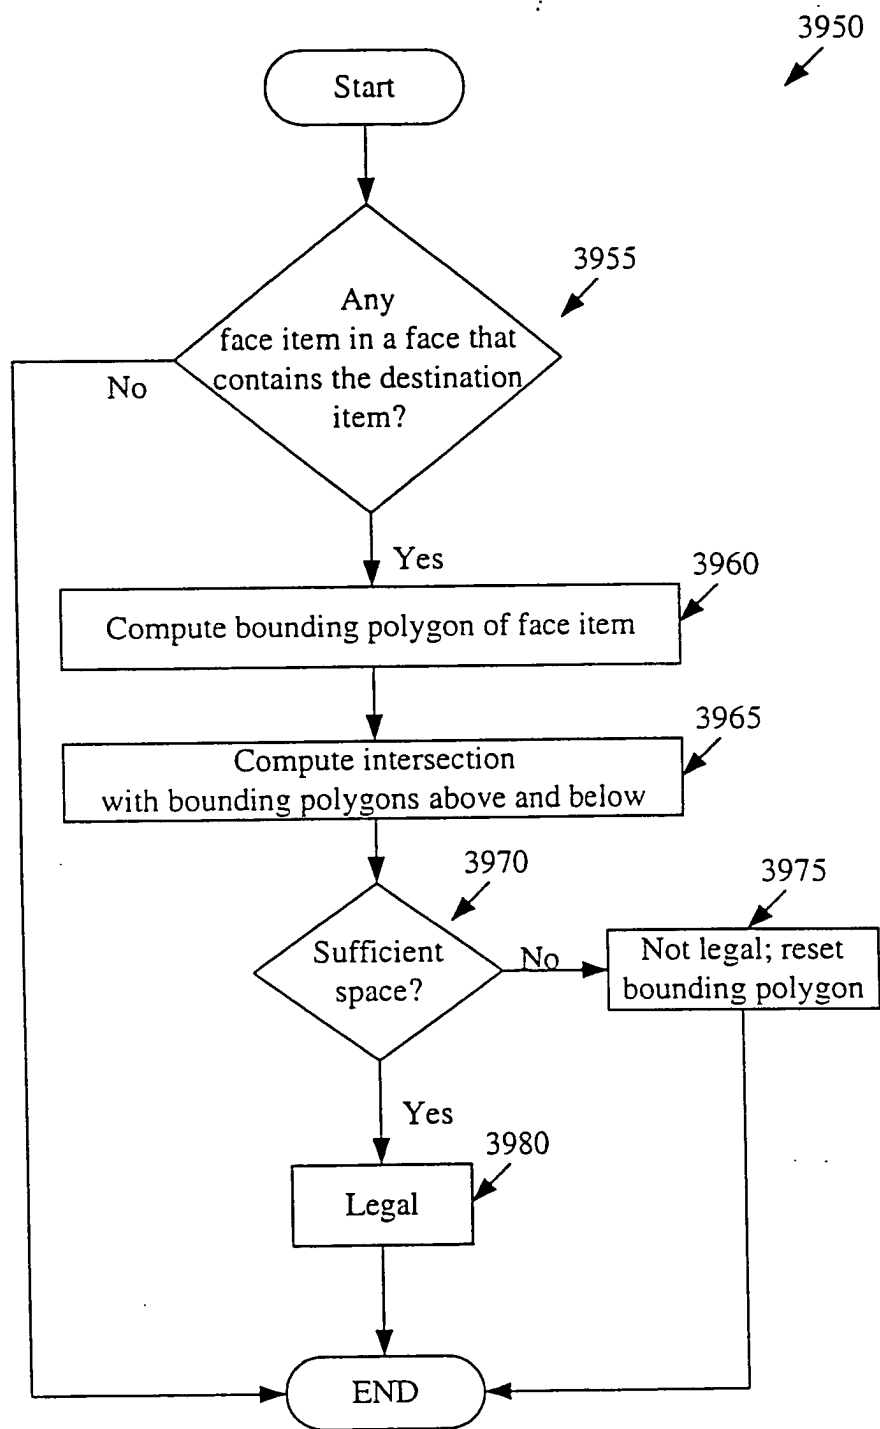 3950
Start
3955
Any
face item in a face that
contains the destination
item?
No
Yes
3960
Compute bounding polygon of face item
3965
Compute intersection
with bounding polygons above and below
3970
3975
Sufficient
space?
No
Not legal; reset
bounding polygon
Yes
3980
Legal
END